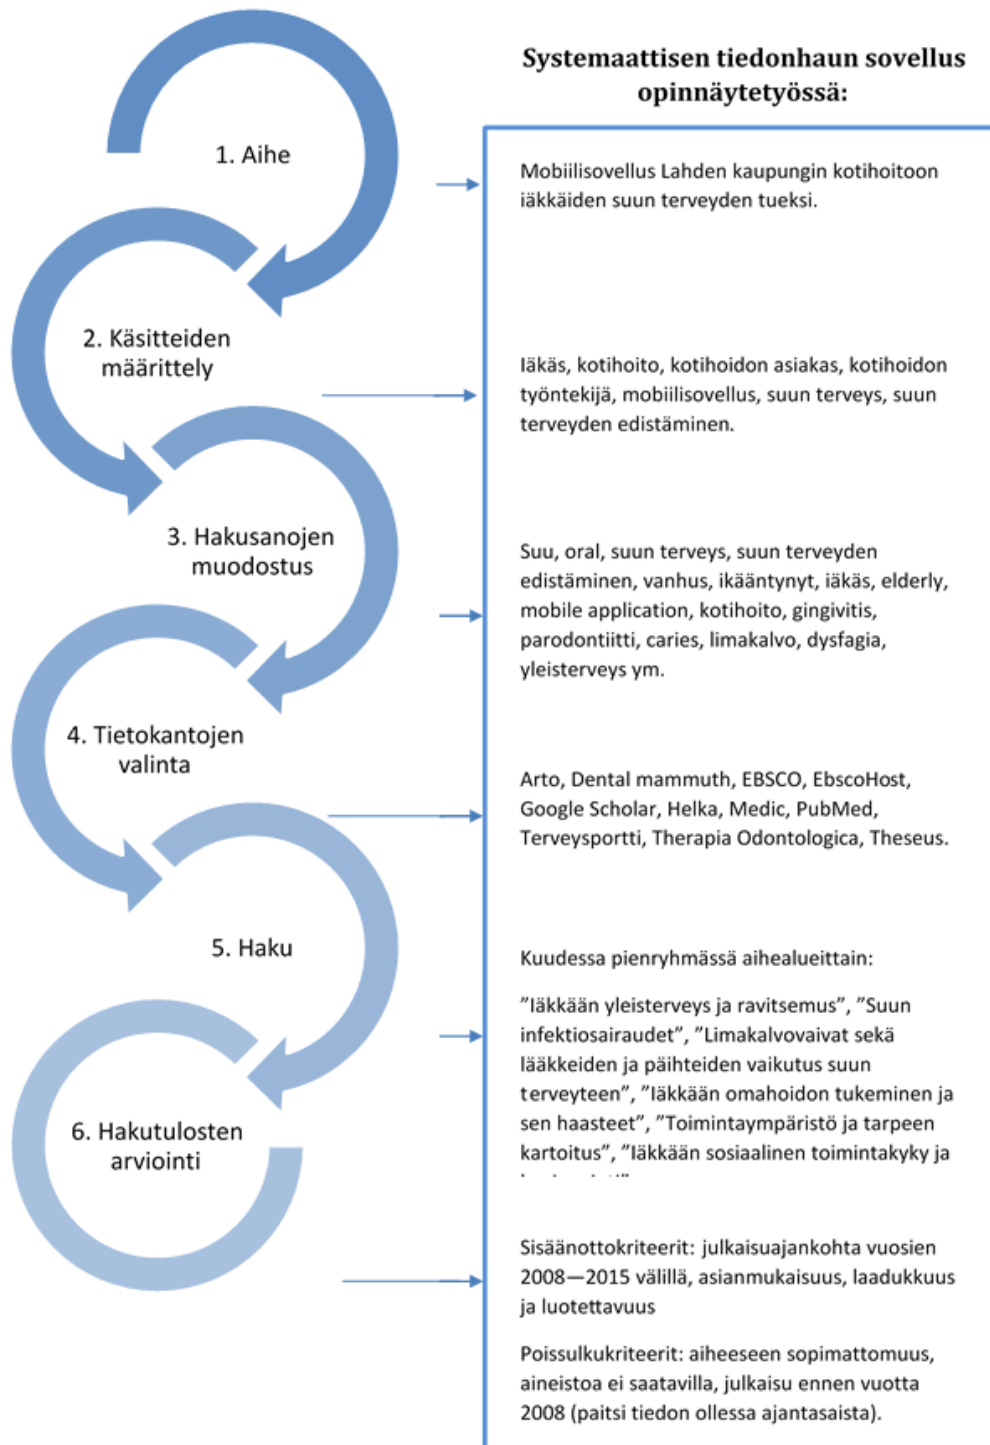 Systemaattisen tiedonhaun sovellus
opinnäytetyössä:
1. Aihe
Mobiilisovellus Lahden kaupungin kotihoitoon
iäkkäiden suun terveyden tueksi.
2. Käsitteiden
määrittely
Iäkäs, kotihoito, kotihoidon asiakas, kotihoidon
työntekijä, mobiilisovellus, suun terveys, suun
terveyden edistäminen.
3. Hakusanojen
muodostus
Suu, oral, suun terveys, suun terveyden
edistäminen, vanhus, ikääntynyt, iäkäs, elderly,
mobile application, kotihoito, gingivitis,
parodontiitti, caries, limakalvo, dysfagia,
yleisterveys ym.
4. Tietokantojen
valinta
Arto, Dental mammuth, EBSCO, EbscoHost,
Google Scholar, Helka, Medic, PubMed,
Terveysportti, Therapia Odontologica, Theseus.
5. Haku
Kuudessa pienryhmässä aihealueittain:
”Iäkkään yleisterveys ja ravitsemus”, ”Suun
infektiosairaudet”, ”Limakalvovaivat sekä
lääkkeiden ja päihteiden vaikutus suun
terveyteen”, ”Iäkkään omahoidon tukeminen ja
sen haasteet”, ”Toimintaympäristö ja tarpeen
kartoitus”, ”Iäkkään sosiaalinen toimintakyky ja
6. Hakutulosten
arviointi
Sisäänottokriteerit: julkaisuajankohta vuosien
2008—2015 välillä, asianmukaisuus, laadukkuus
ja luotettavuus
Poissulkukriteerit: aiheeseen sopimattomuus,
aineistoa ei saatavilla, julkaisu ennen vuotta
2008 (paitsi tiedon ollessa ajantasaista).